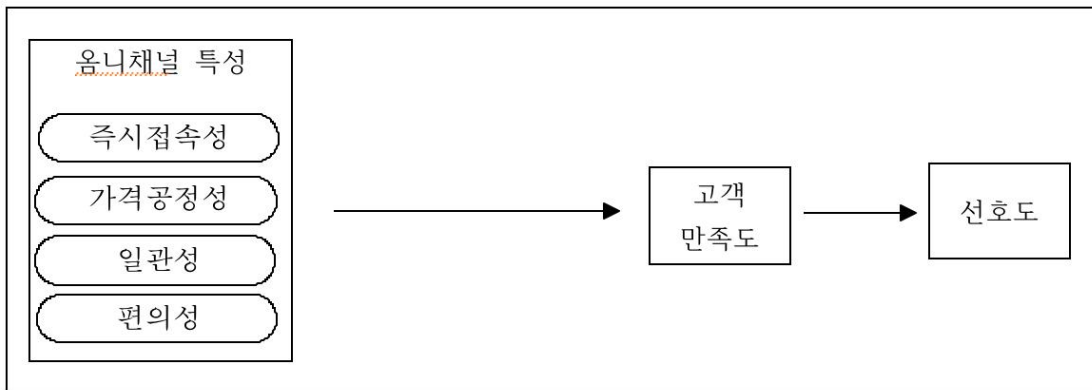 옴니채널 특성
즉시접속성
가격공정성
일관성
편의성
고객
만족도
선호도